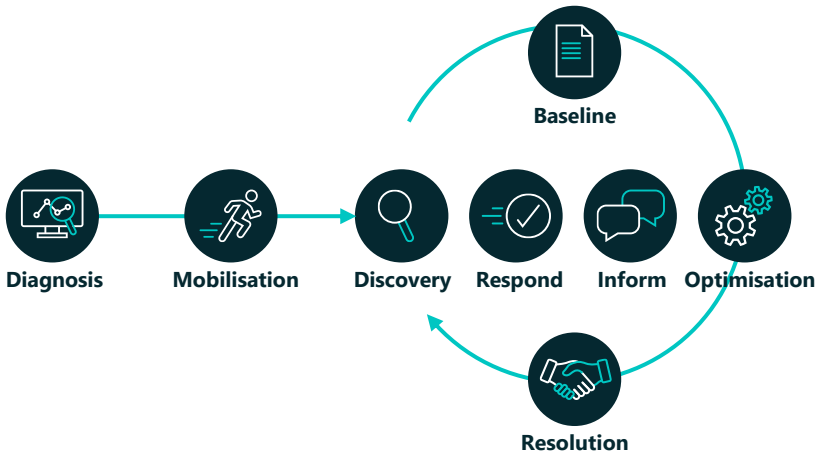 Baseline
Diagnosis
Mobilisation
Discovery
Respond
Inform
Optimisation
Resolution